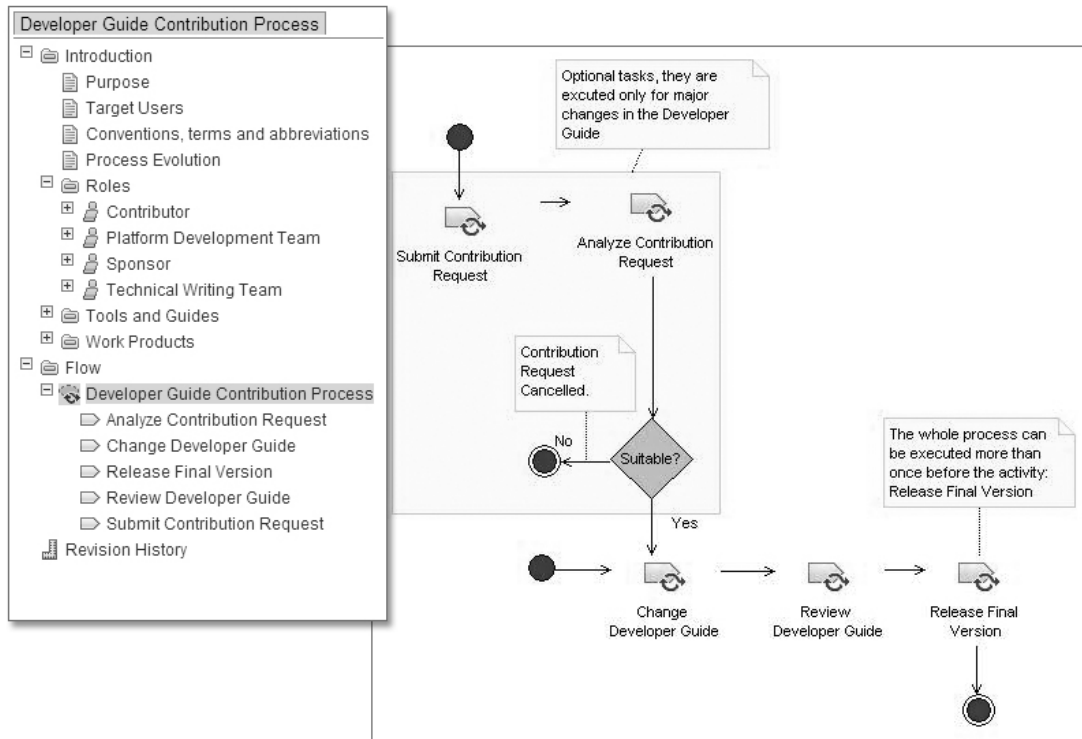 Developer Guide Contribution Process
Introduction
Purpose
Target Users
Conventions, terms and abbreviations
Process Evolution
Roles
Contributor
Platform Development Team
Sponsor
Technical Writing Team
Tools and Guides
Work Products
Flow
Developer Guide Contribution Process
Analyze Contribution Request
Change Developer Guide
Release Final Version
Review Developer Guide
Submit Contribution Request
Revision History
Optional tasks, they are
excuted only for major
changes in the Developer
Guide
Submit Contribution
Request
Analyze Contribution
Request
Contribution
Request
Cancelled.
No
Suitable?
Yes
The whole process can
be executed more than
once before the activity:
Release Final Version
Change
Developer Guide
Review
Developer Guide
Release Final
Version